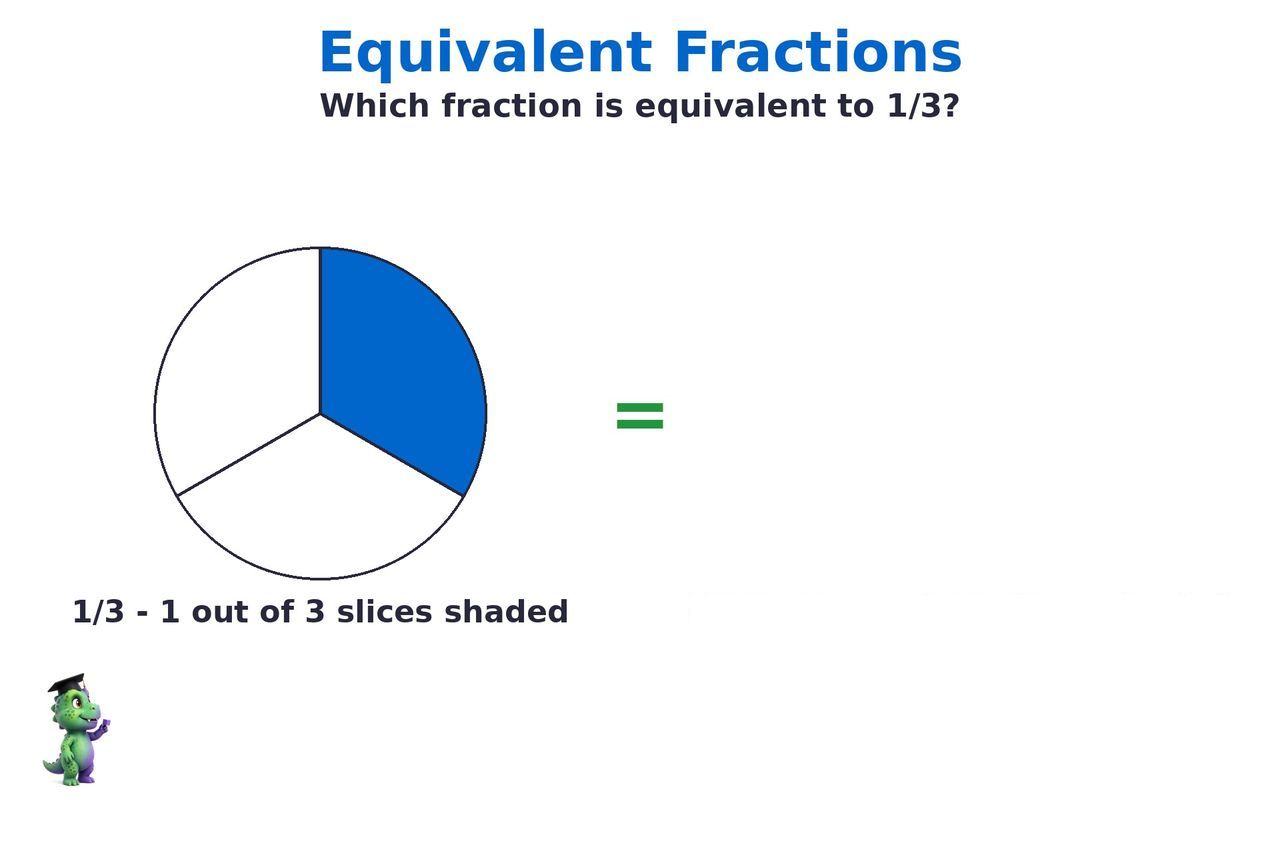 Equivalent Fractions
Which fraction is equivalent to 1/3?
=
1/3 - 1 out of 3 slices shaded